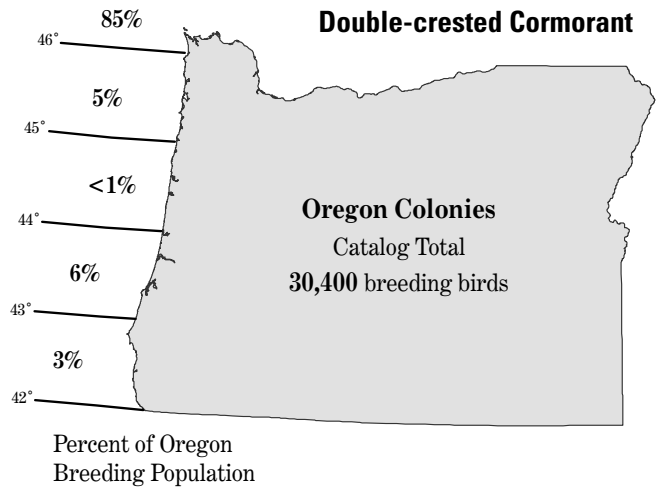 85%
Double-crested Cormorant
46°
5%
45°
<1%
44°
6%
43°
3%
42°
Oregon Colonies
Catalog Total
30,400 breeding birds
Percent of Oregon
Breeding Population